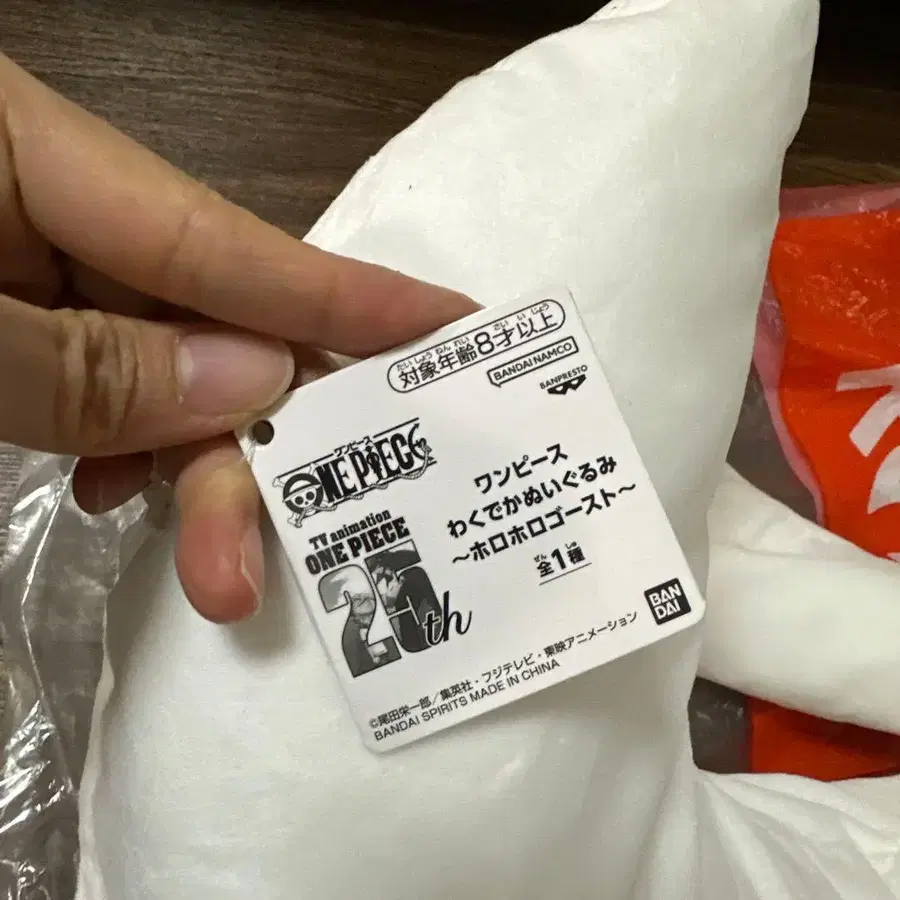 たいしょうねんれい さい いじょう
対象年齢8才以上
BANDAI NAMCO
BANPRESTO
ワンピース
ONE PIECE
TV animation
ONE PIECE
25th
ワンピース
わくでかぬいぐるみ
～ホロホロゴースト～
ぜん しゅ
全1種
BAN
DAI
©尾田栄一郎／集英社・フジテレビ・東映アニメーション
BANDAI SPIRITS MADE IN CHINA